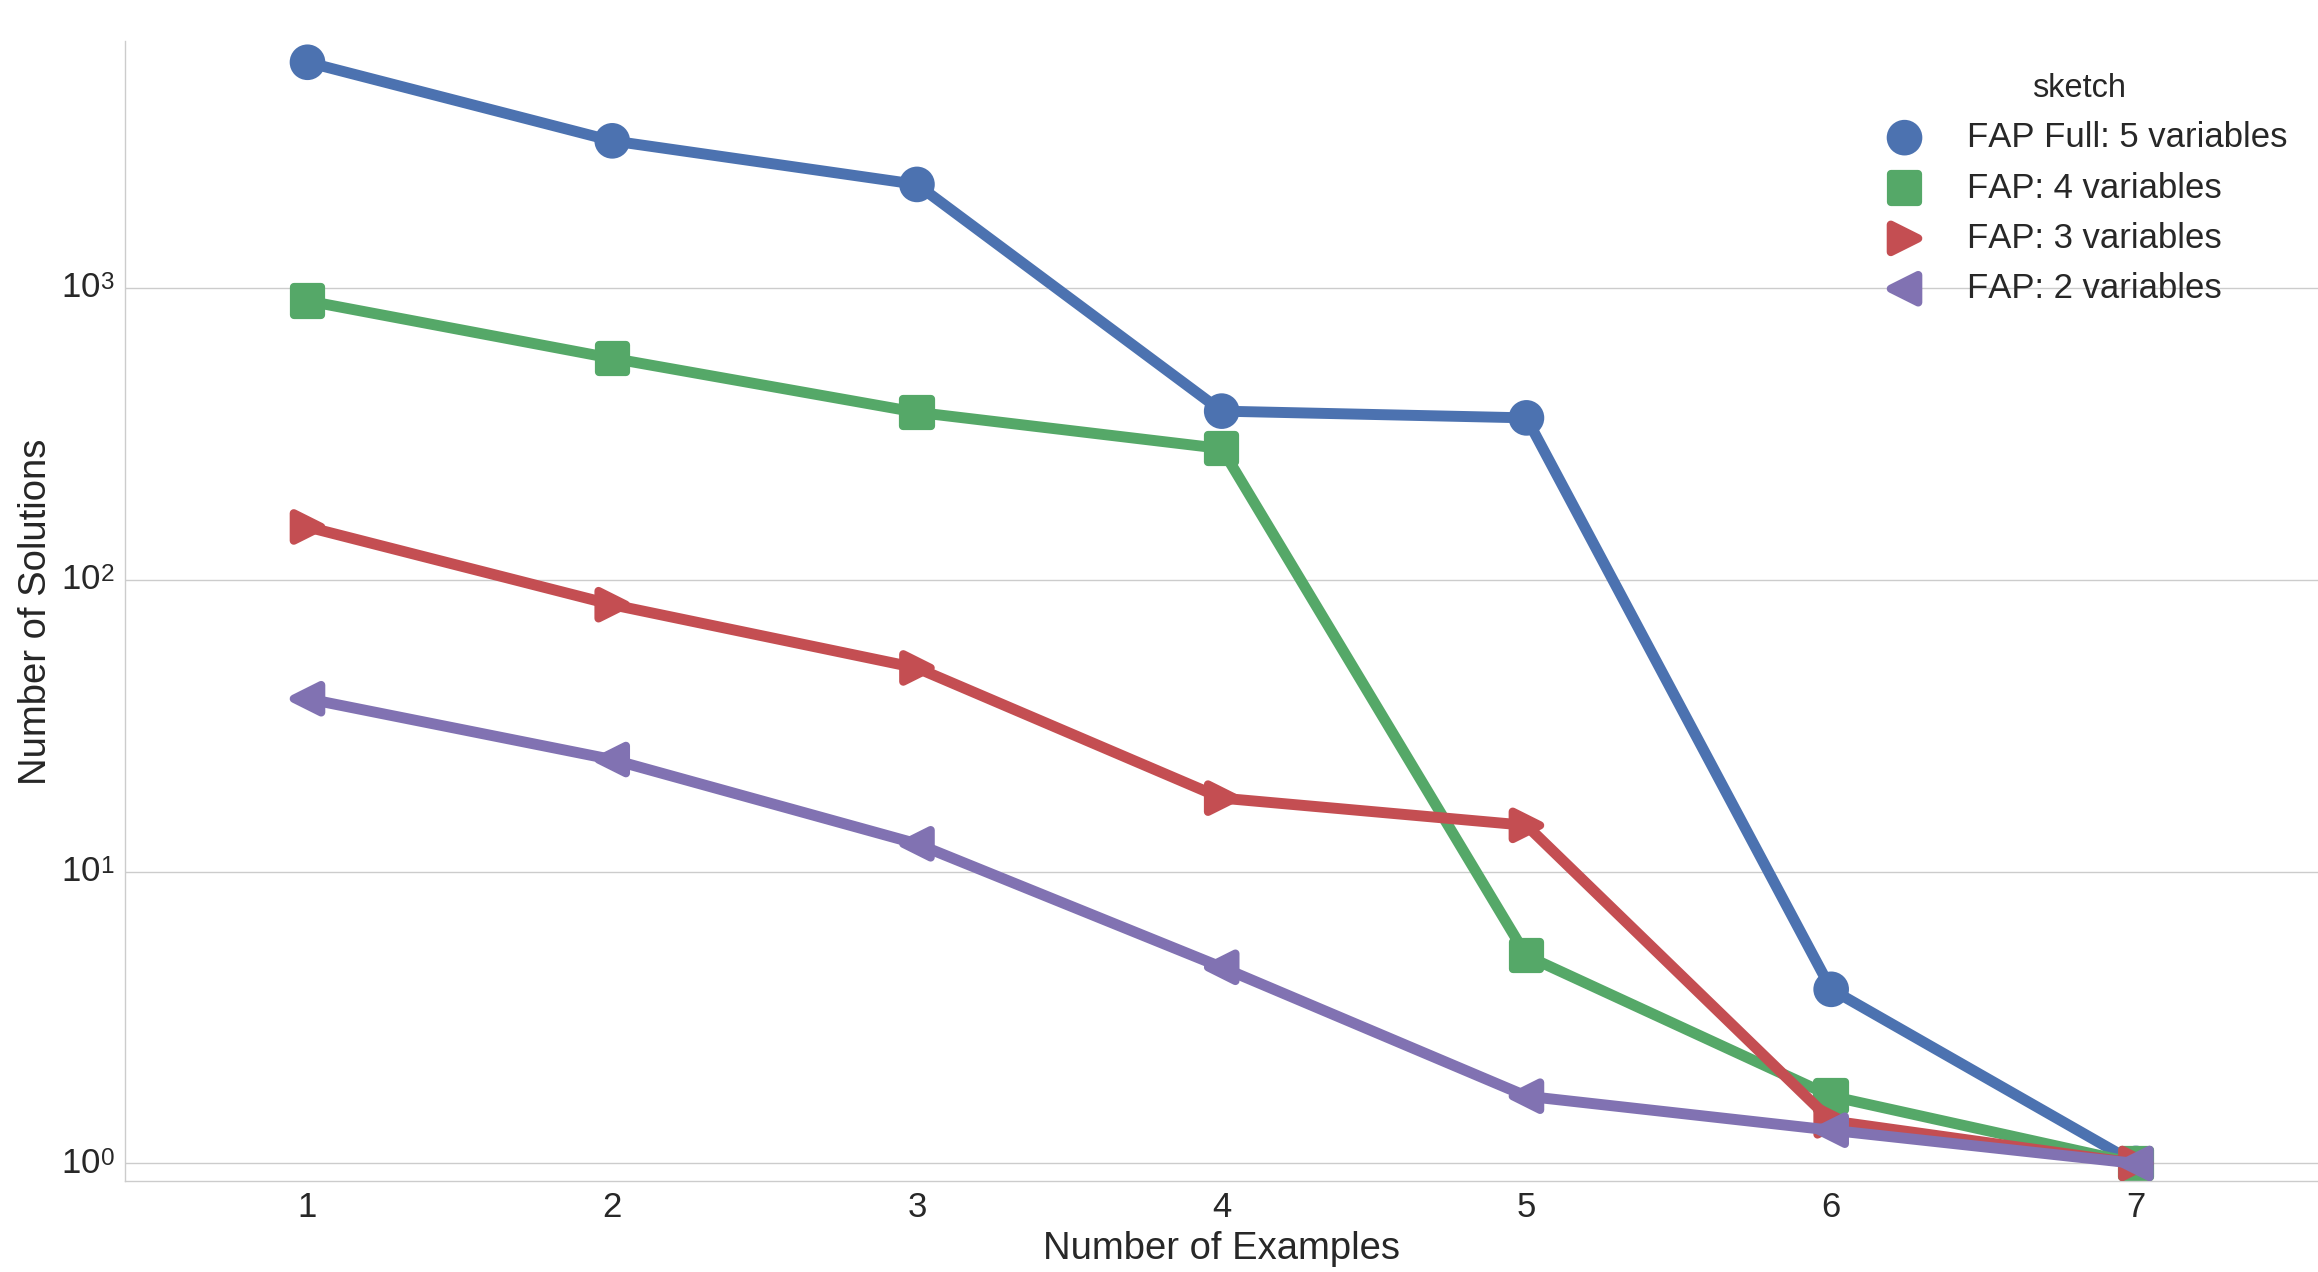 sketch
FAP Full: 5 variables
FAP: 4 variables
FAP: 3 variables
FAP: 2 variables
10³
10²
10¹
10⁰
Number of Solutions
1 2 3 4 5 6 7
Number of Examples